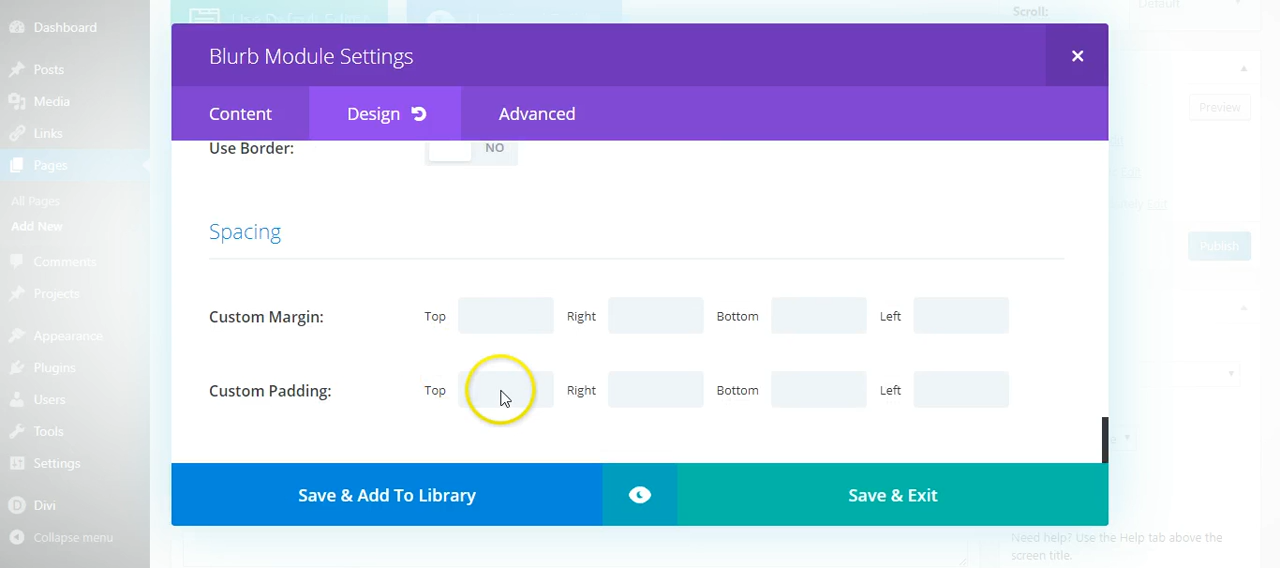 Dashboard
Posts
Media
Links
Pages
All Pages
Add New
Comments
Projects
Appearance
Plugins
Users
Tools
Settings
Divi
Collapse menu
Scroll:
Default
Preview
Edit
Edit
Publish
Blurb Module Settings
×
Content
Design
Advanced
Use Border:
NO
Spacing
Custom Margin:
Top
Right
Bottom
Left
Custom Padding:
Top
Right
Bottom
Left
Save & Add To Library
Save & Exit
Need help? Use the Help tab above the
screen title.